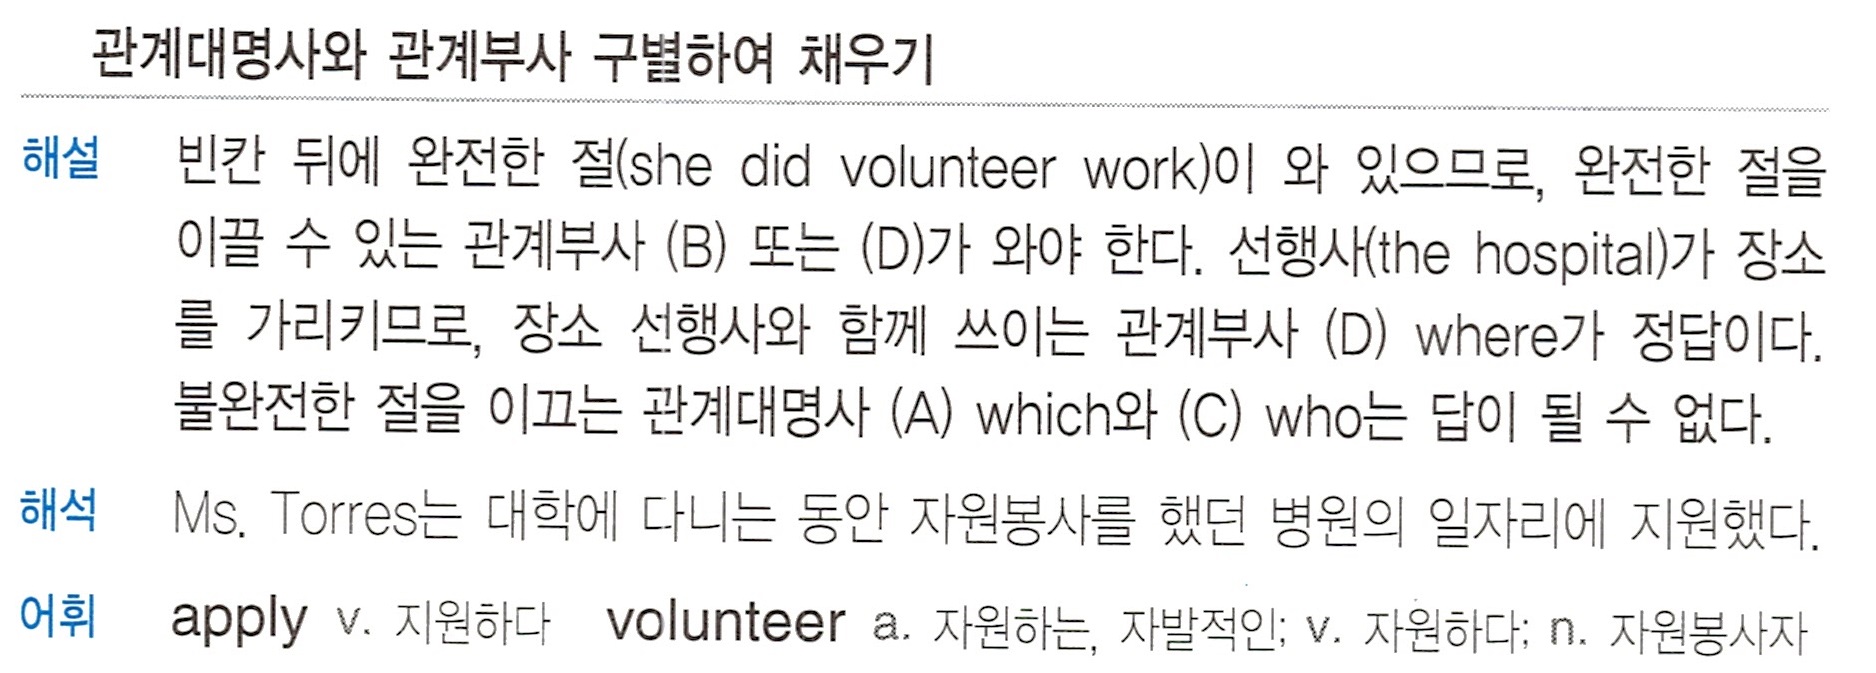 관계대명사와 관계부사 구별하여 채우기
해설 빈칸 뒤에 완전한 절(she did volunteer work)이 와 있으므로, 완전한 절을
이끌 수 있는 관계부사 (B) 또는 (D)가 와야 한다. 선행사(the hospital)가 장소
를 가리키므로, 장소 선행사와 함께 쓰이는 관계부사 (D) where가 정답이다.
불완전한 절을 이끄는 관계대명사 (A) which와 (C) who는 답이 될 수 없다.
해석 Ms. Torres는 대학에 다니는 동안 자원봉사를 했던 병원의 일자리에 지원했다.
어휘 apply v. 지원하다 volunteer a. 자원하는, 자발적인; v. 자원하다; n. 자원봉사자